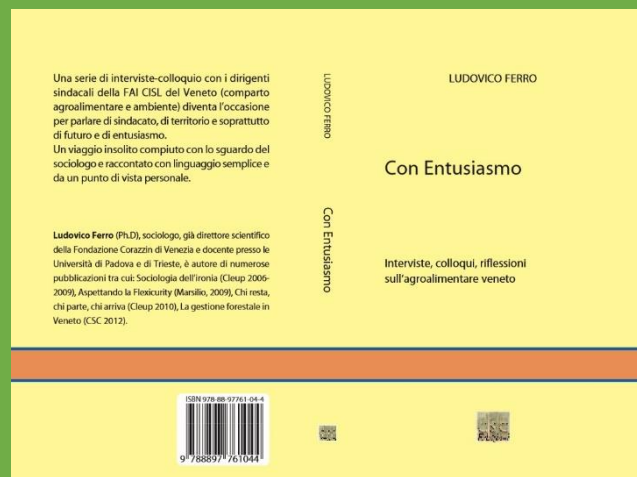 Una serie di interviste-colloquio con i dirigenti
sindacali della FAI CISL del Veneto (comparto
agroalimentare e ambiente) diventa l'occasione
per parlare di sindacato, di territorio e soprattutto
di futuro e di entusiasmo.
Un viaggio insolito compiuto con lo sguardo del
sociologo e raccontato con linguaggio semplice e
da un punto di vista personale.
Ludovico Ferro (Ph.D), sociologo, già direttore scientifico
della Fondazione Corazzin di Venezia e docente presso le
Università di Padova e di Trieste, è autore di numerose
pubblicazioni tra cui: Sociologia dell'ironia (Cleup 2006-
2009), Aspettando la Flexicurity (Marsilio, 2009), Chi resta,
chi parte, chi arriva (Cleup 2010), La gestione forestale in
Veneto (CSC 2012).
ISBN 978-88-97761-04-4
9 788897 761044
LUDOVICO FERRO
Con Entusiasmo
LUDOVICO FERRO
Con Entusiasmo
Interviste, colloqui, riflessioni
sull'agroalimentare veneto